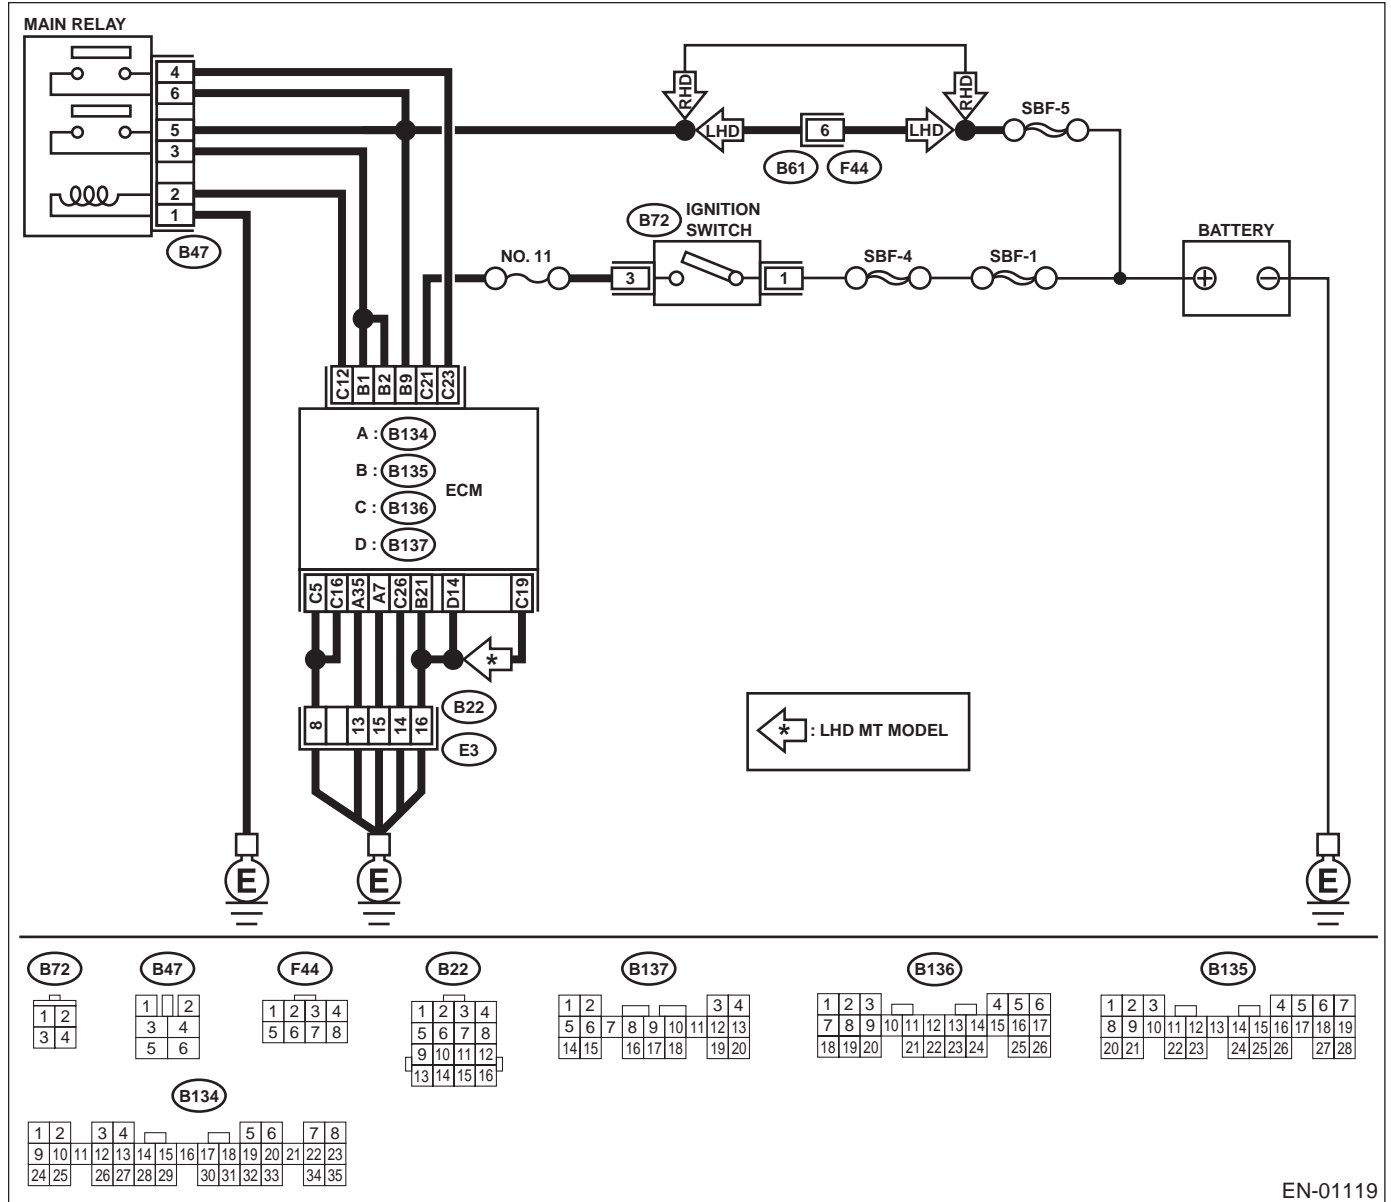 MAIN RELAY
4
6
5
3
2
1
B47
RHD
RHD
LHD
6
LHD
SBF-5
B61
F44
B72
IGNITION
SWITCH
NO. 11
3
1
SBF-4
SBF-1
BATTERY
+
−
C12 B1 B2 B9 C21 C23
A : B134
B : B135
ECM
C : B136
D : B137
C5 C16 A35 A7 C26 B21 D14 C19
*
B22
8 13 15 14 16
E3
* : LHD MT MODEL
E
E
E
B72
1 2
3 4
B47
1 2
3 4
5 6
F44
1 2 3 4
5 6 7 8
B22
1 2 3 4
5 6 7 8
9 10 11 12
13 14 15 16
B137
1 2 3 4
5 6 7 8 9 10 11 12 13
14 15 16 17 18 19 20
B136
1 2 3 4 5 6
7 8 9 10 11 12 13 14 15 16 17
18 19 20 21 22 23 24 25 26
B135
1 2 3 4 5 6 7
8 9 10 11 12 13 14 15 16 17 18 19
20 21 22 23 24 25 26 27 28
B134
1 2 3 4 5 6 7 8
9 10 11 12 13 14 15 16 17 18 19 20 21 22 23
24 25 26 27 28 29 30 31 32 33 34 35
EN-01119